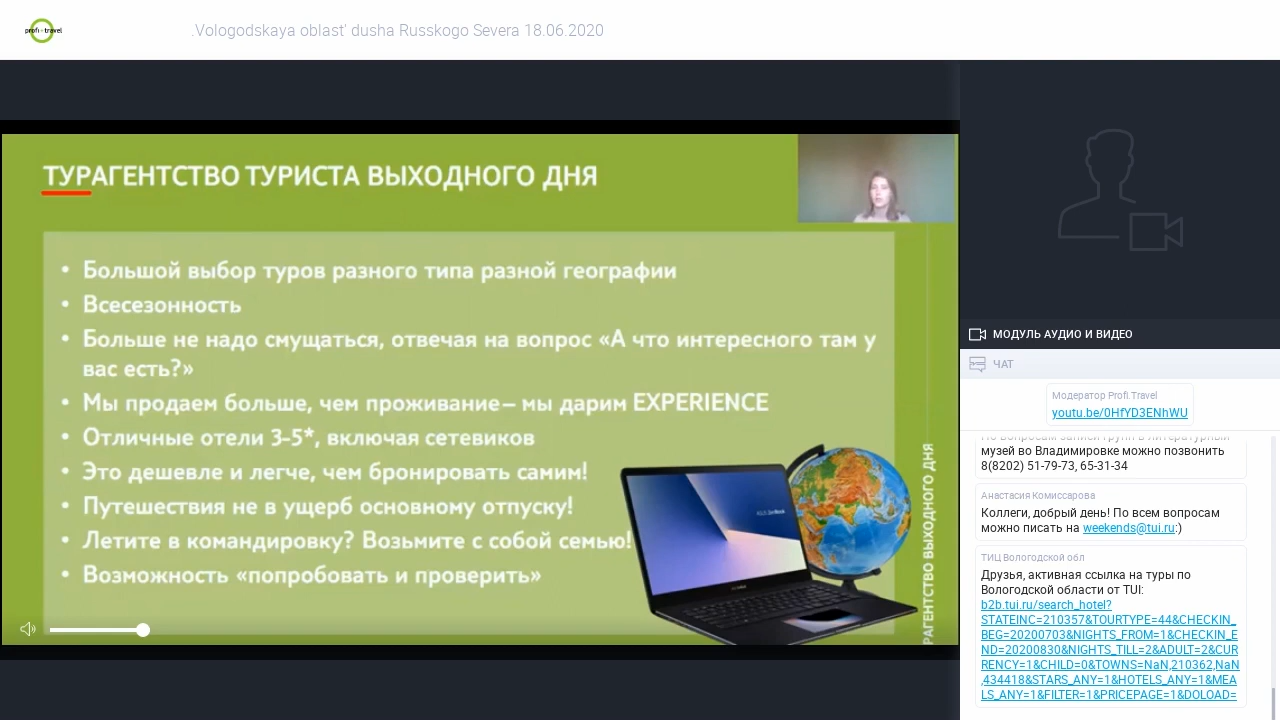 profi travel
.Vologodskaya oblast' dusha Russkogo Severa 18.06.2020
ТУРАГЕНТСТВО ТУРИСТА ВЫХОДНОГО ДНЯ
• Большой выбор туров разного типа разной географии
• Всесезонность
• Больше не надо смущаться, отвечая на вопрос «А что интересного там у
вас есть?»
• Мы продаем больше, чем проживание– мы дарим EXPERIENCE
• Отличные отели 3-5*, включая сетевиков
• Это дешевле и легче, чем бронировать самим!
• Путешествия не в ущерб основному отпуску!
• Летите в командировку? Возьмите с собой семью!
• Возможность «попробовать и проверить»
РАГЕНТСТВО ВЫХОДНОГО ДНЯ
МОДУЛЬ АУДИО И ВИДЕО
ЧАТ
Модератор Profi.Travel
youtu.be/0HfYD3ENhWU
По вопросам записи групп в литературный
музей во Владимировке можно позвонить
8(8202) 51-79-73, 65-31-34
Анастасия Комиссарова
Коллеги, добрый день! По всем вопросам
можно писать на weekends@tui.ru:)
ТИЦ Вологодской обл
Друзья, активная ссылка на туры по
Вологодской области от TUI:
b2b.tui.ru/search_hotel?
STATEINC=210357&TOURTYPE=44&CHECKIN_
BEG=20200703&NIGHTS_FROM=1&CHECKIN_E
ND=20200830&NIGHTS_TILL=2&ADULT=2&CUR
RENCY=1&CHILD=0&TOWNS=NaN,210362,NaN
,434418&STARS_ANY=1&HOTELS_ANY=1&MEA
LS_ANY=1&FILTER=1&PRICEPAGE=1&DOLOAD=